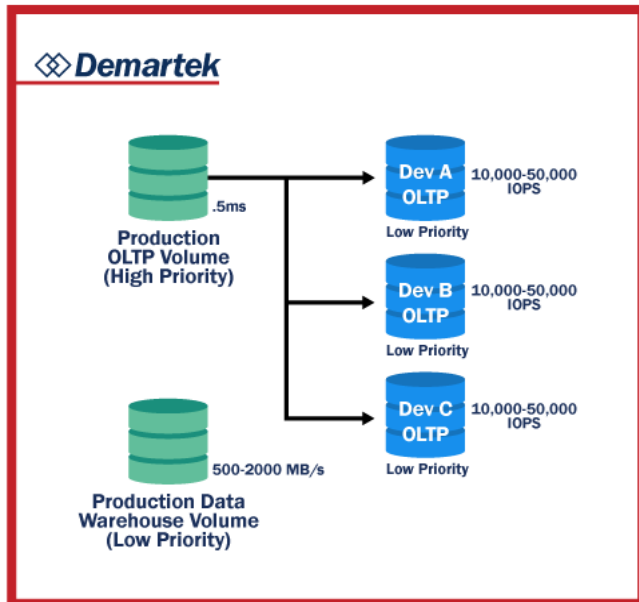 Demartek
.5ms
Production
OLTP Volume
(High Priority)
Dev A
OLTP
10,000-50,000
IOPS
Low Priority
Dev B
OLTP
10,000-50,000
IOPS
Low Priority
Dev C
OLTP
10,000-50,000
IOPS
Low Priority
500-2000 MB/s
Production Data
Warehouse Volume
(Low Priority)